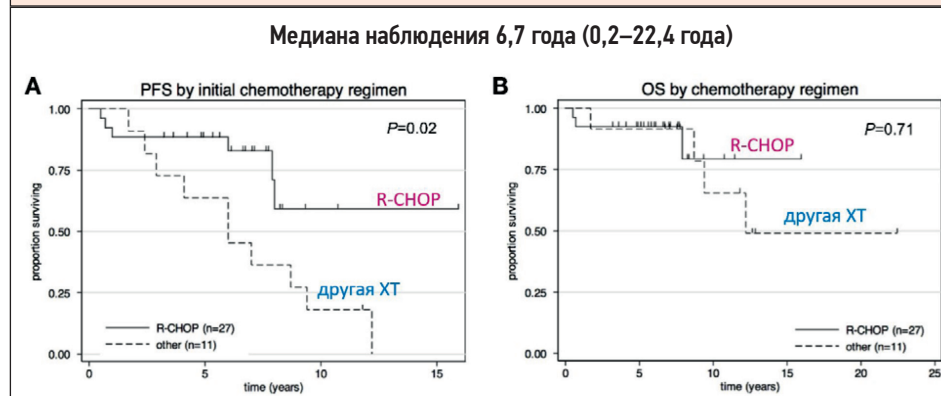 Медиана наблюдения 6,7 года (0,2–22,4 года)
A
PFS by initial chemotherapy regimen
1.00
0.75
0.50
0.25
0.00
proportion surviving
P=0.02
R-CHOP
другая ХТ
R-CHOP (n=27)
other (n=11)
0 5 10 15
time (years)
B
OS by chemotherapy regimen
1.00
0.75
0.50
0.25
0.00
proportion surviving
P=0.71
R-CHOP
другая ХТ
R-CHOP (n=27)
other (n=11)
0 5 10 15 20 25
time (years)